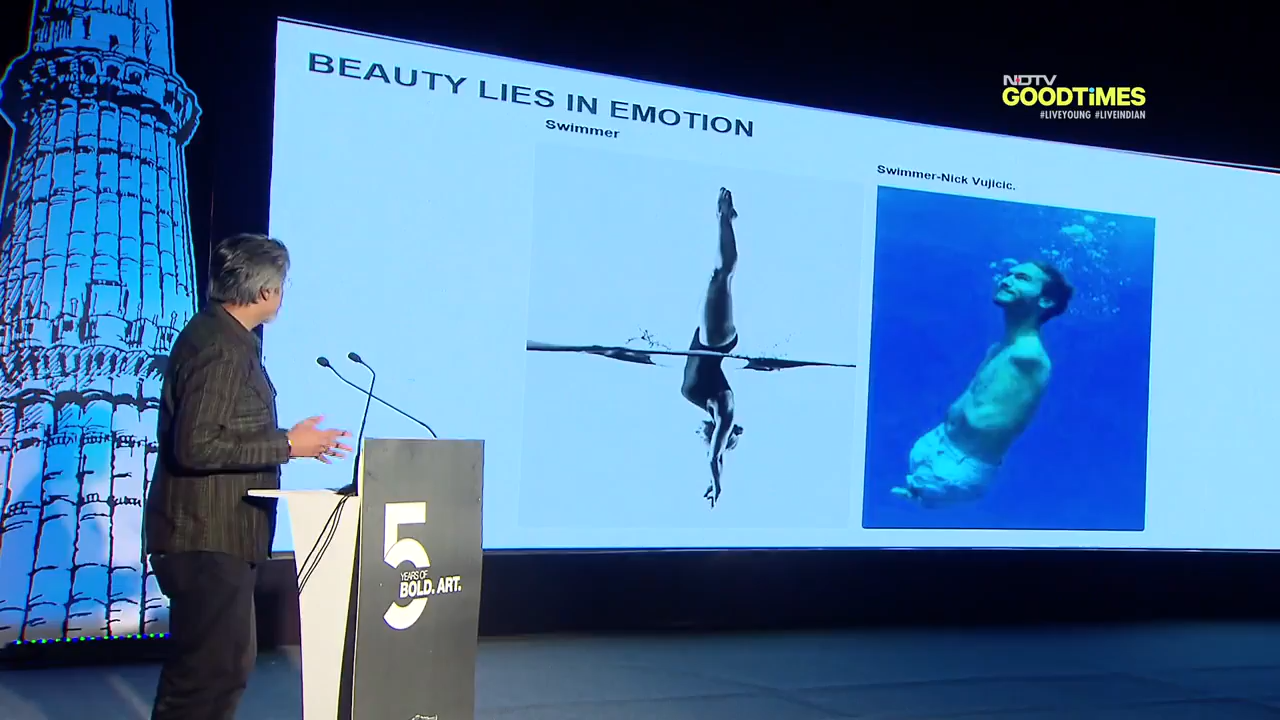 BEAUTY LIES IN EMOTION
Swimmer
Swimmer-Nick Vujicic.
NDTV
GOODTiMES
#LIVEYOUNG #LIVEINDIAN
5
YEARS OF
BOLD. ART.